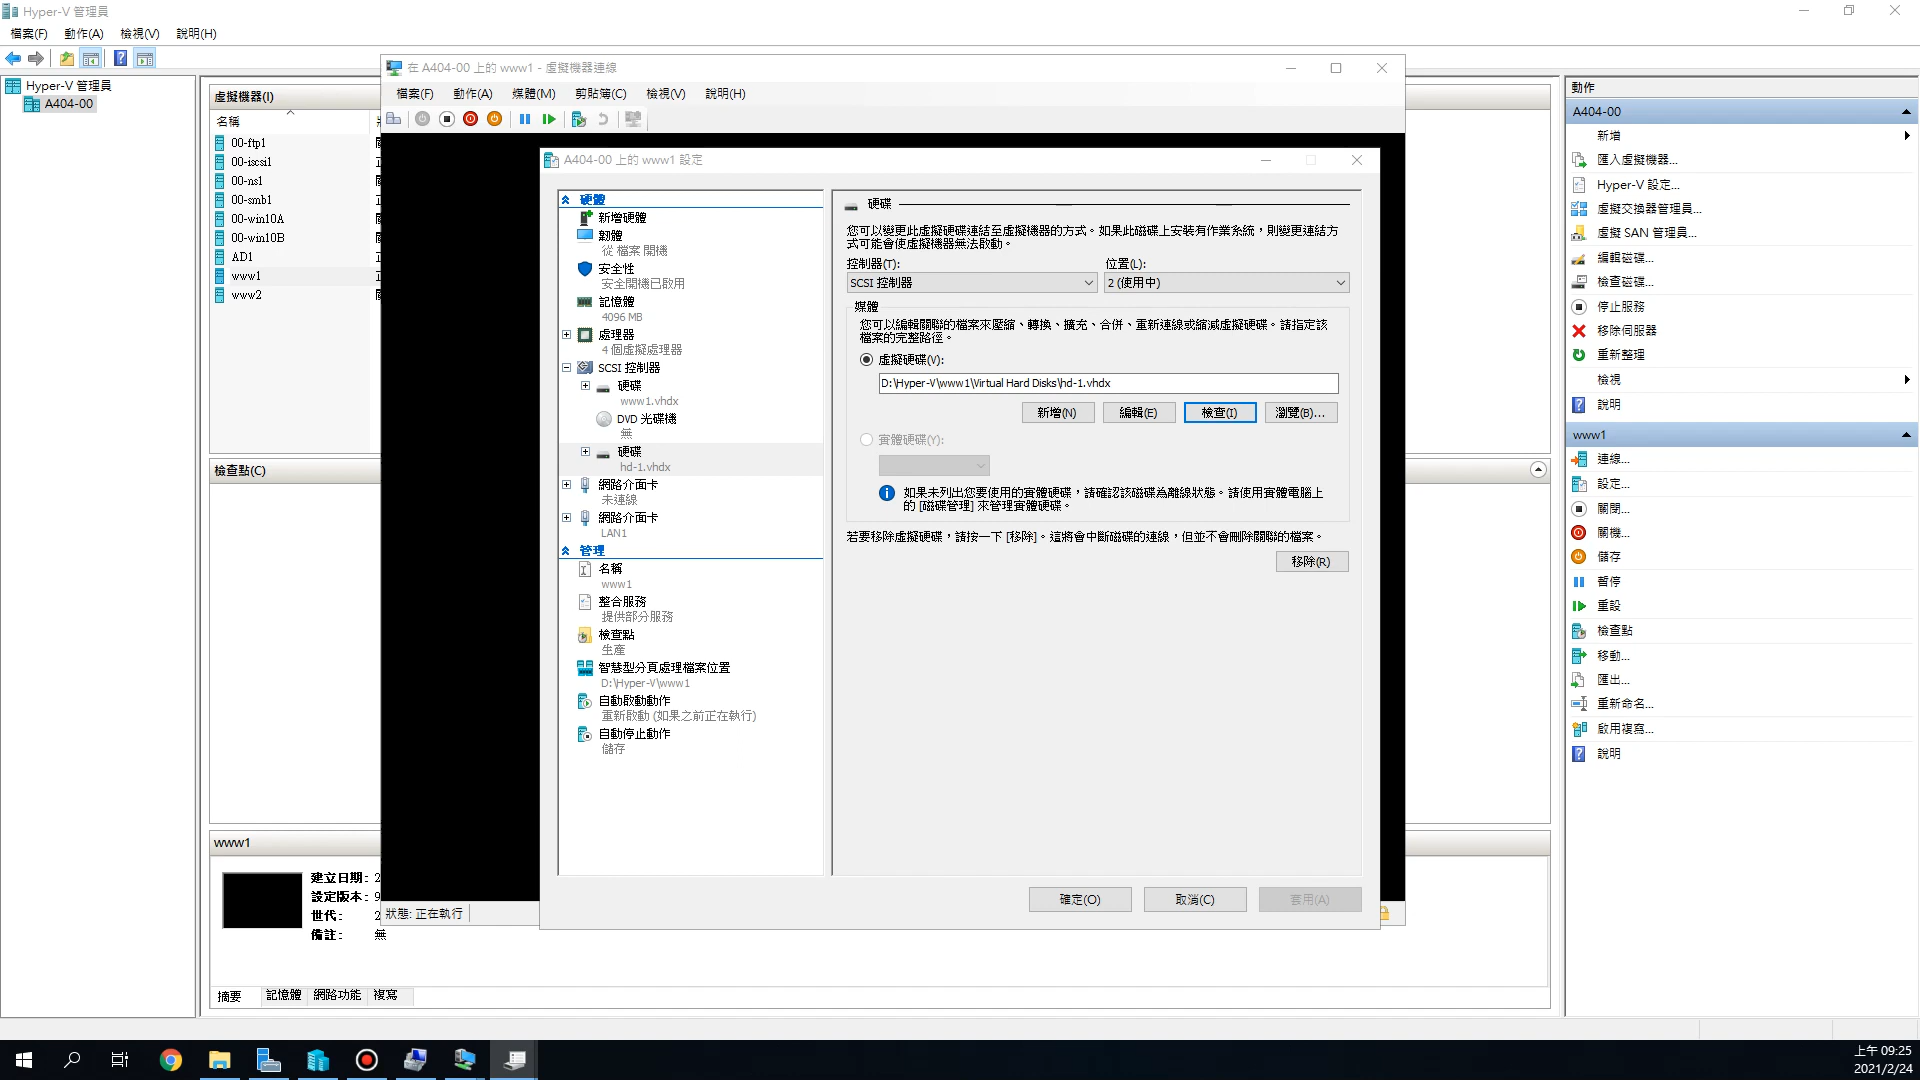 Hyper-V 管理員
檔案(F) 動作(A) 檢視(V) 說明(H)
Hyper-V 管理員
A404-00
虛擬機器(I)
名稱
00-ftp1
00-iscsi1
00-ns1
00-smb1
00-win10A
00-win10B
AD1
www1
www2
檢查點(C)
www1
建立日期: 2
設定版本: 9
世代: 2
備註: 無
摘要 記憶體 網路功能 複寫
在 A404-00 上的 www1 - 虛擬機器連線
檔案(F) 動作(A) 媒體(M) 剪貼簿(C) 檢視(V) 說明(H)
狀態: 正在執行
A404-00 上的 www1 設定
硬體
新增硬體
韌體
從 檔案 開機
安全性
安全開機已啟用
記憶體
4096 MB
處理器
4 個虛擬處理器
SCSI 控制器
硬碟
www1.vhdx
DVD 光碟機
無
硬碟
hd-1.vhdx
網路介面卡
未連線
網路介面卡
LAN1
管理
名稱
www1
整合服務
提供部分服務
檢查點
生產
智慧型分頁處理檔案位置
D:\Hyper-V\www1
自動啟動動作
重新啟動 (如果之前正在執行)
自動停止動作
儲存
硬碟
您可以變更此虛擬硬碟連結至虛擬機器的方式。如果此磁碟上安裝有作業系統，則變更連結方
式可能會使虛擬機器無法啟動。
控制器(T): 位置(L):
SCSI 控制器 2 (使用中)
媒體
您可以編輯關聯的檔案來壓縮、轉換、擴充、合併、重新連線或縮減虛擬硬碟。請指定該
檔案的完整路徑。
虛擬硬碟(V):
D:\Hyper-V\www1\Virtual Hard Disks\hd-1.vhdx
新增(N) 編輯(E) 檢查(I) 瀏覽(B)...
實體硬碟(Y):
如果未列出您要使用的實體硬碟，請確認該磁碟為離線狀態。請使用實體電腦上
的 [磁碟管理] 來管理實體硬碟。
若要移除虛擬硬碟，請按一下 [移除]。這將會中斷磁碟的連線，但並不會刪除關聯的檔案。
移除(R)
確定(O) 取消(C) 套用(A)
動作
A404-00
新增
匯入虛擬機器...
Hyper-V 設定...
虛擬交換器管理員...
虛擬 SAN 管理員...
編輯磁碟...
檢查磁碟...
停止服務
移除伺服器
重新整理
檢視
說明
www1
連線...
設定...
關閉...
關機...
儲存
暫停
重設
檢查點
移動...
匯出...
重新命名...
啟用複寫...
說明
上午 09:25
2021/2/24